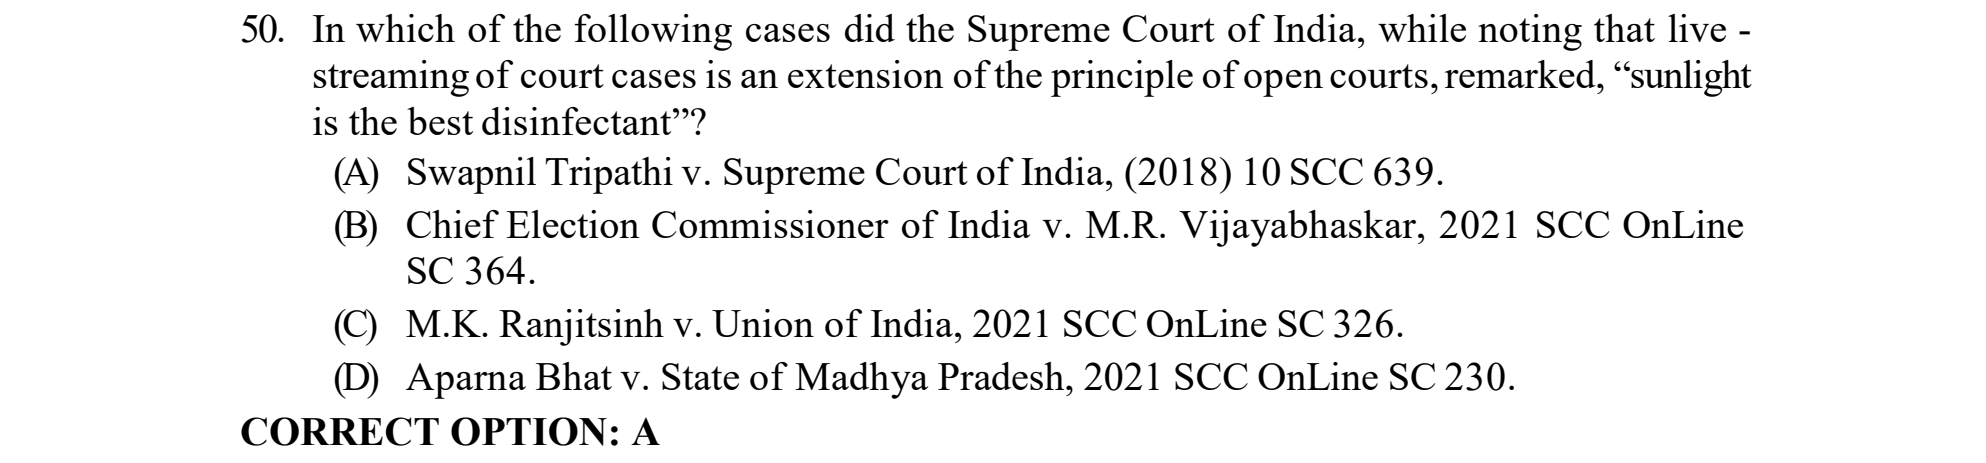 50. In which of the following cases did the Supreme Court of India, while noting that live -
streaming of court cases is an extension of the principle of open courts, remarked, “sunlight
is the best disinfectant”?
(A) Swapnil Tripathi v. Supreme Court of India, (2018) 10 SCC 639.
(B) Chief Election Commissioner of India v. M.R. Vijayabhaskar, 2021 SCC OnLine
SC 364.
(C) M.K. Ranjitsinh v. Union of India, 2021 SCC OnLine SC 326.
(D) Aparna Bhat v. State of Madhya Pradesh, 2021 SCC OnLine SC 230.
CORRECT OPTION: A